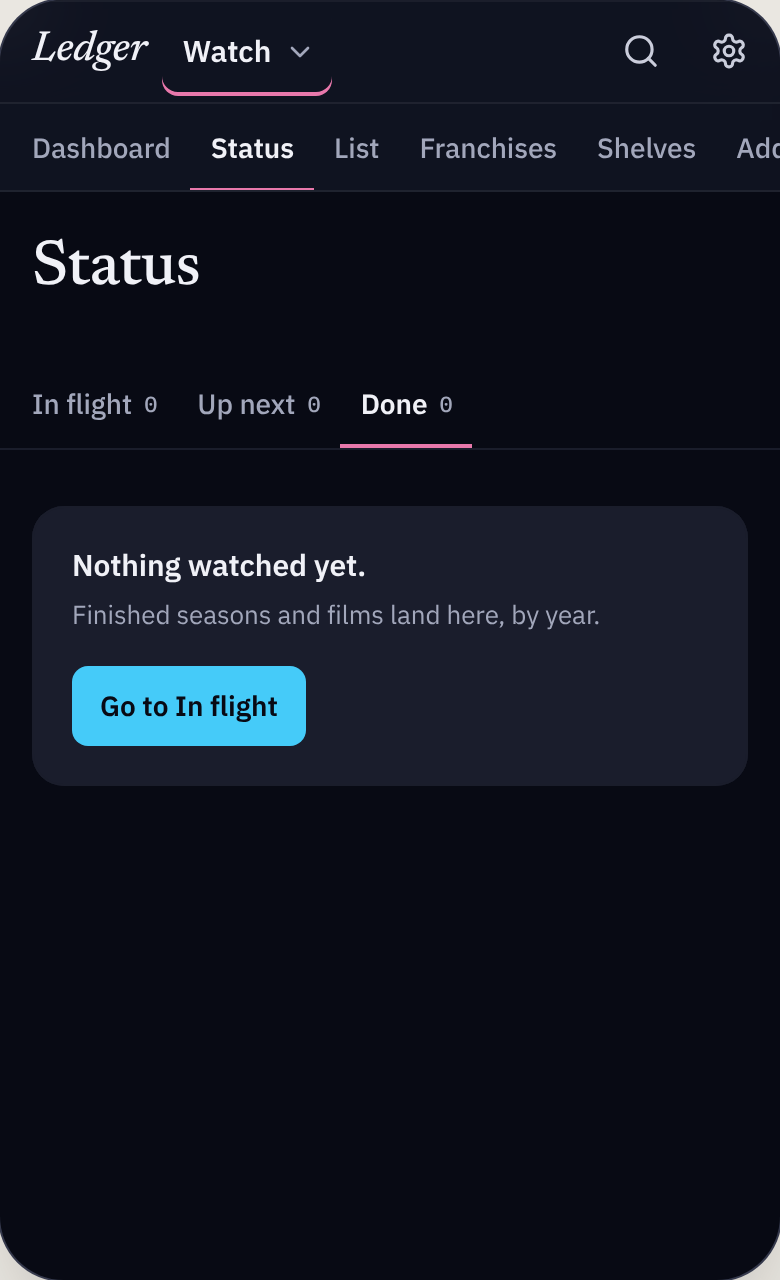 Ledger Watch
Dashboard Status List Franchises Shelves
Status
In flight 0 Up next 0 Done 0
Nothing watched yet.
Finished seasons and films land here, by year.
Go to In flight